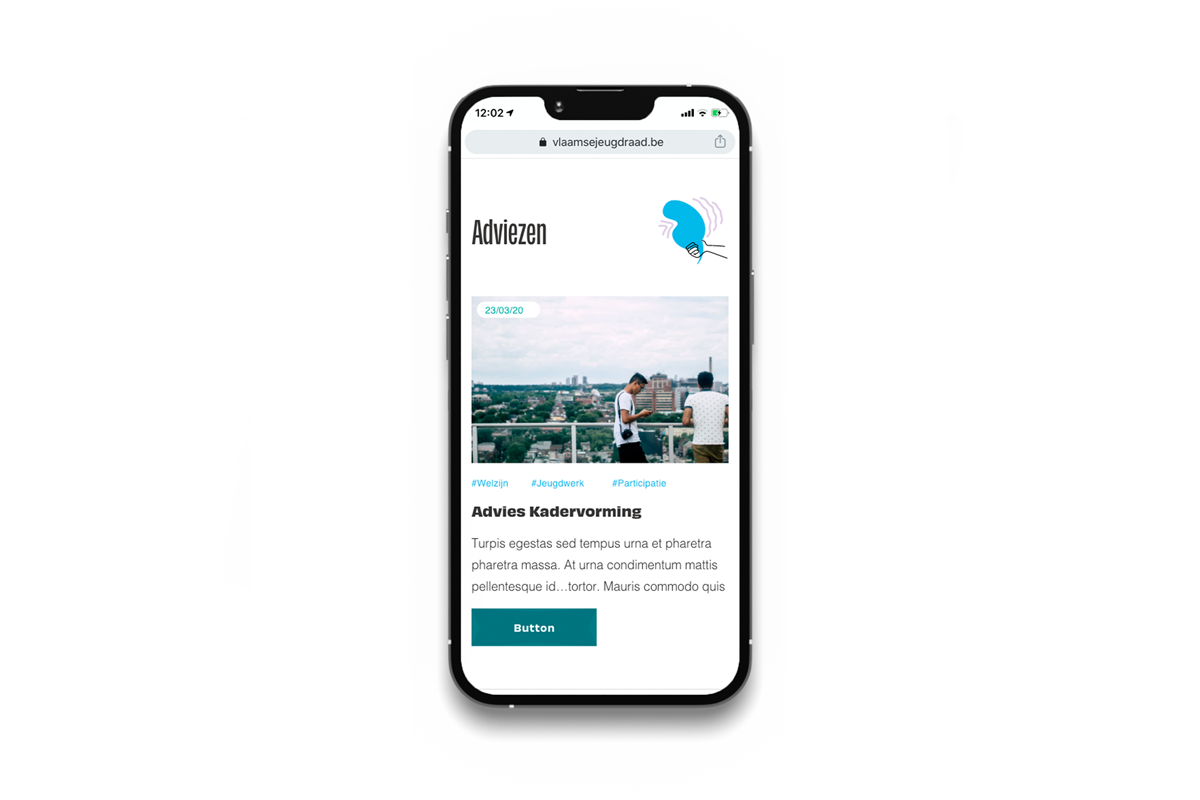 12:02
vlaamsejeugdraad.be
Adviezen
23/03/20
#Welzijn #Jeugdwerk #Participatie
Advies Kadervorming
Turpis egestas sed tempus urna et pharetra
pharetra massa. At urna condimentum mattis
pellentesque id...tortor. Mauris commodo quis
Button